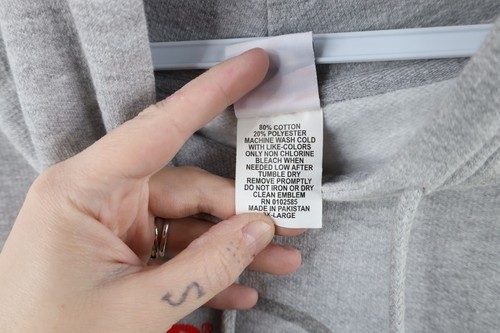 80% COTTON
20% POLYESTER
MACHINE WASH COLD
WITH LIKE-COLORS
ONLY NON CHLORINE
BLEACH WHEN
NEEDED LOW AFTER
TUMBLE DRY
REMOVE PROMPTLY
DO NOT IRON OR DRY
CLEAN EMBLEM
RN 0102585
MADE IN PAKISTAN
X-LARGE